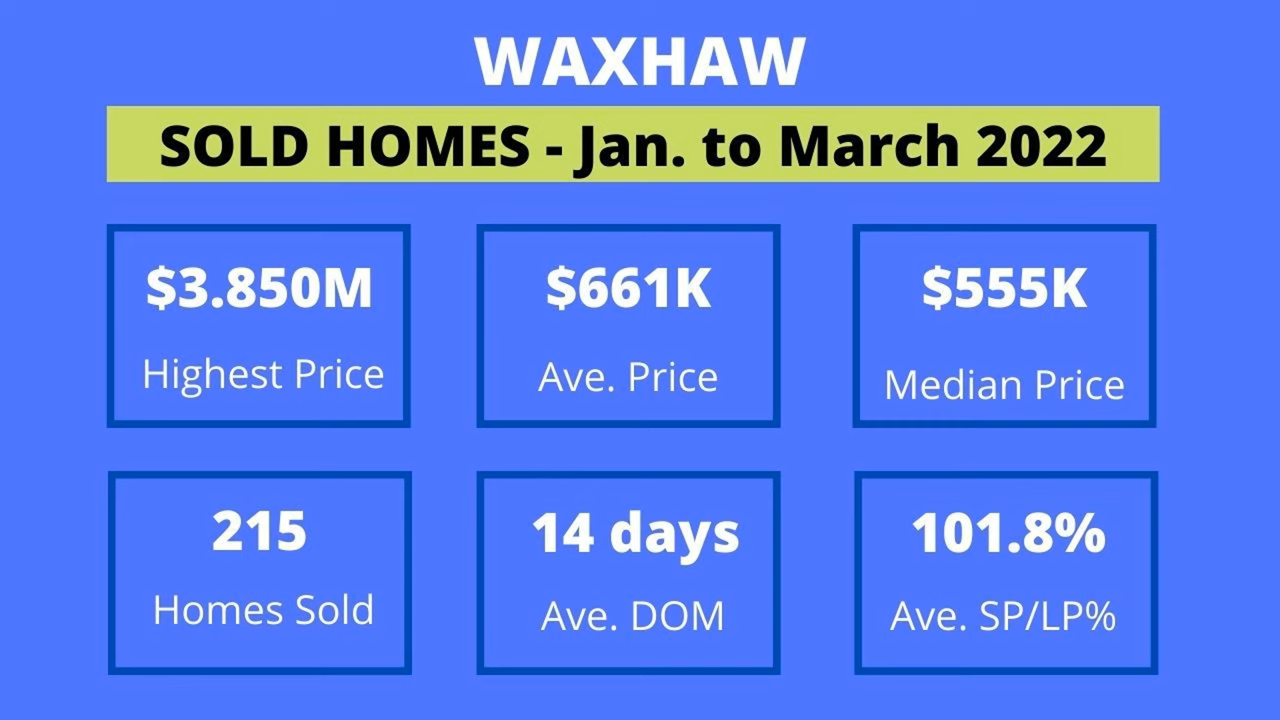 WAXHAW
SOLD HOMES - Jan. to March 2022
$3.850M
Highest Price
$661K
Ave. Price
$555K
Median Price
215
Homes Sold
14 days
Ave. DOM
101.8%
Ave. SP/LP%